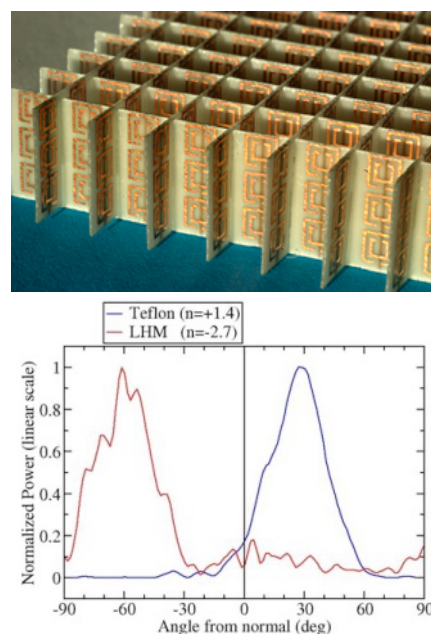 Teflon (n=+1.4)
LHM (n=-2.7)
Normalized Power (linear scale)
1
0.8
0.6
0.4
0.2
0
-90 -60 -30 0 30 60 90
Angle from normal (deg)